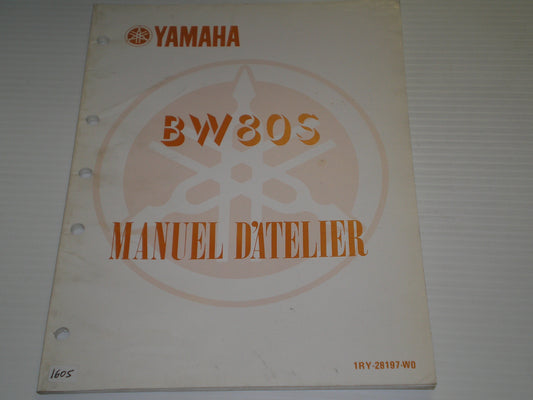 YAMAHA
BW80S
MANUEL D'ATELIER
1RY-28197-W0
1605